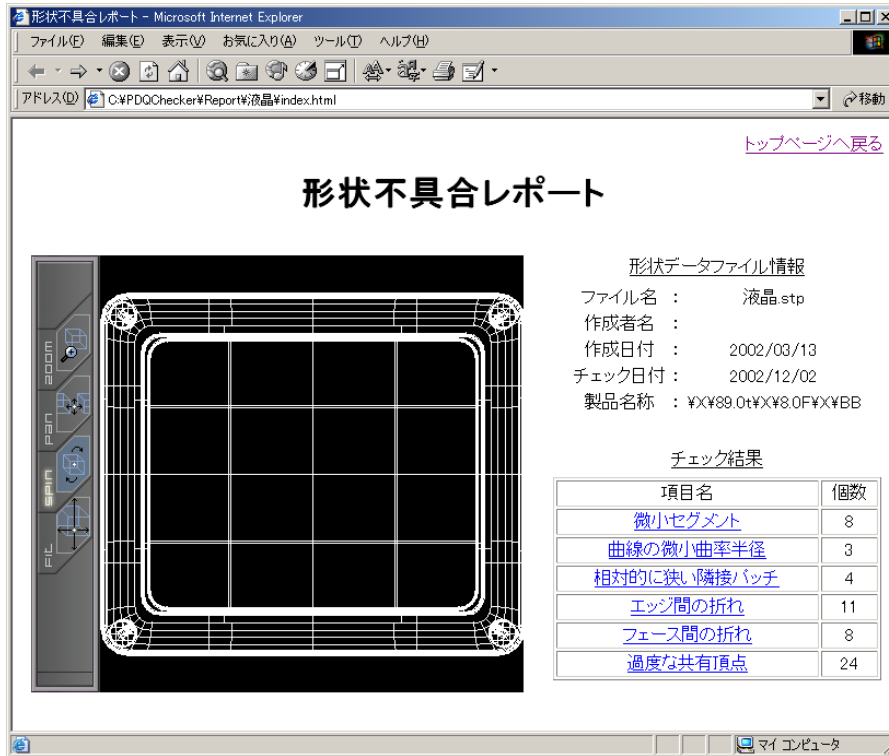 形状不具合レポート - Microsoft Internet Explorer
ファイル(F) 編集(E) 表示(V) お気に入り(A) ツール(T) ヘルプ(H)
アドレス(D) C:¥PDQChecker¥Report¥液晶¥index.html 移動
トップページへ戻る
形状不具合レポート
zoom
pan
spin
fit
形状データファイル情報
ファイル名 : 液晶.stp
作成者名 :
作成日付 : 2002/03/13
チェック日付 : 2002/12/02
製品名称 : ¥X¥89.0t¥X¥8.0F¥X¥BB
チェック結果
項目名 個数
微小セグメント 8
曲線の微小曲率半径 3
相対的に狭い隣接パッチ 4
エッジ間の折れ 11
フェース間の折れ 8
過度な共有頂点 24
マイ コンピュータ